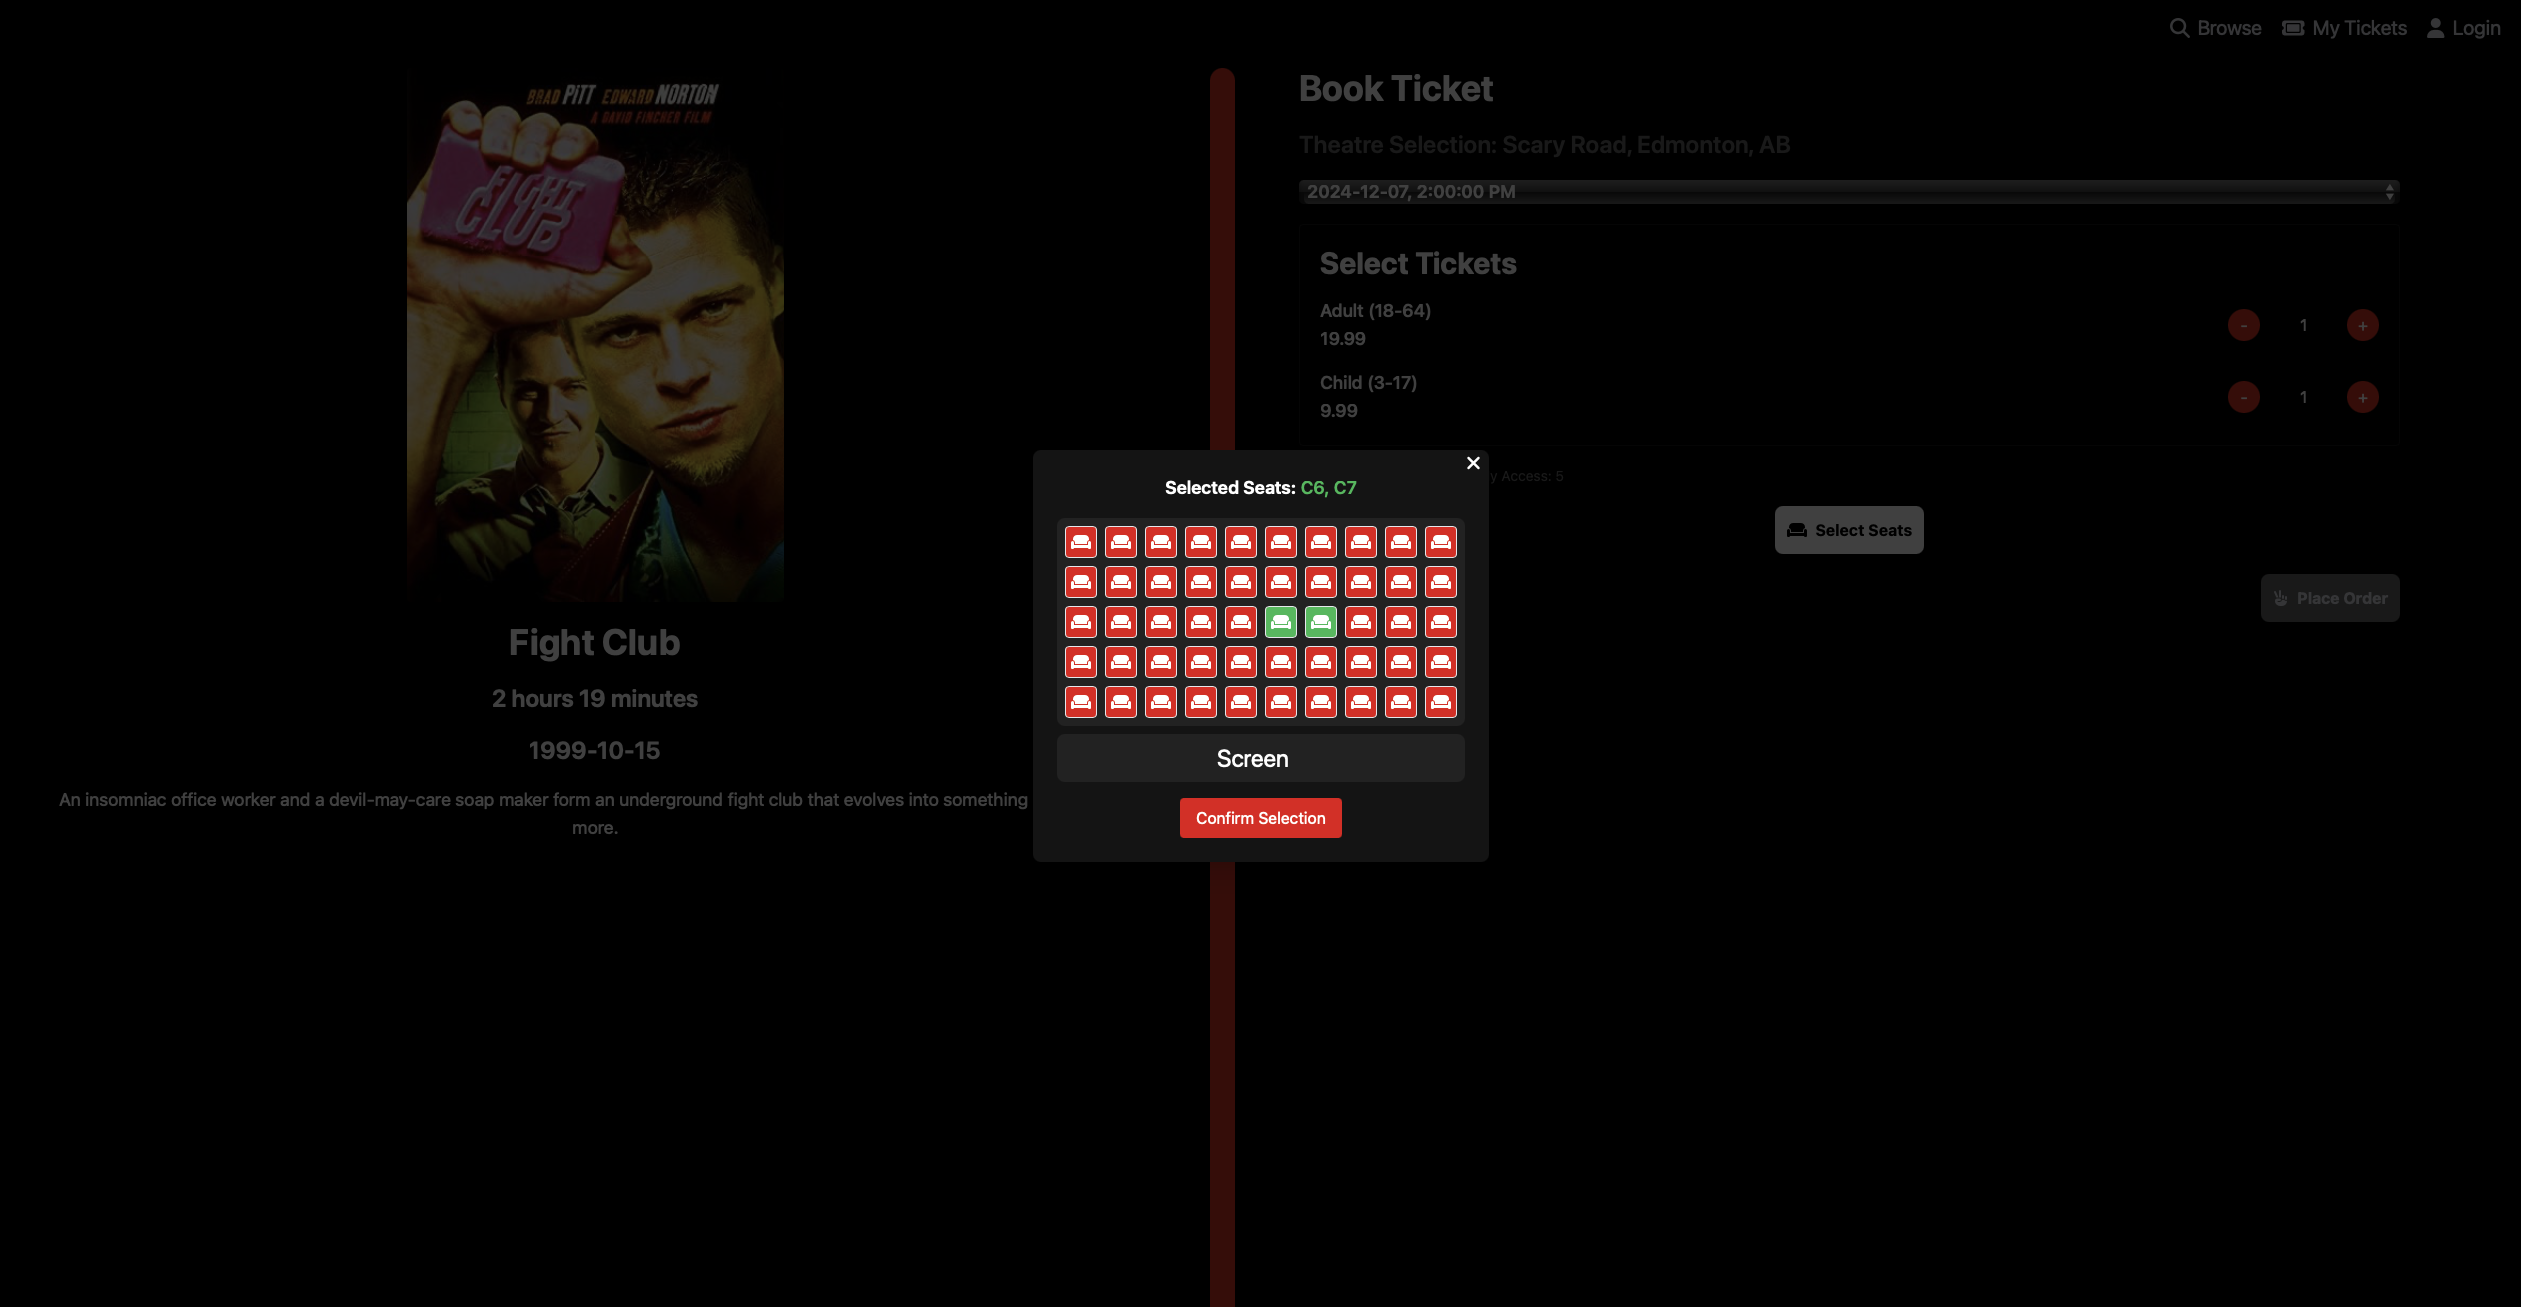 Browse
My Tickets
Login
BRAD PITT EDWARD NORTON
A DAVID FINCHER FILM
FIGHT
CLUB
Fight Club
2 hours 19 minutes
1999-10-15
An insomniac office worker and a devil-may-care soap maker form an underground fight club that evolves into something
more.
Book Ticket
Theatre Selection: Scary Road, Edmonton, AB
2024-12-07, 2:00:00 PM
Select Tickets
Adult (18-64)
19.99
- 1 +
Child (3-17)
9.99
- 1 +
Access: 5
Select Seats
Place Order
Selected Seats: C6, C7
Screen
Confirm Selection